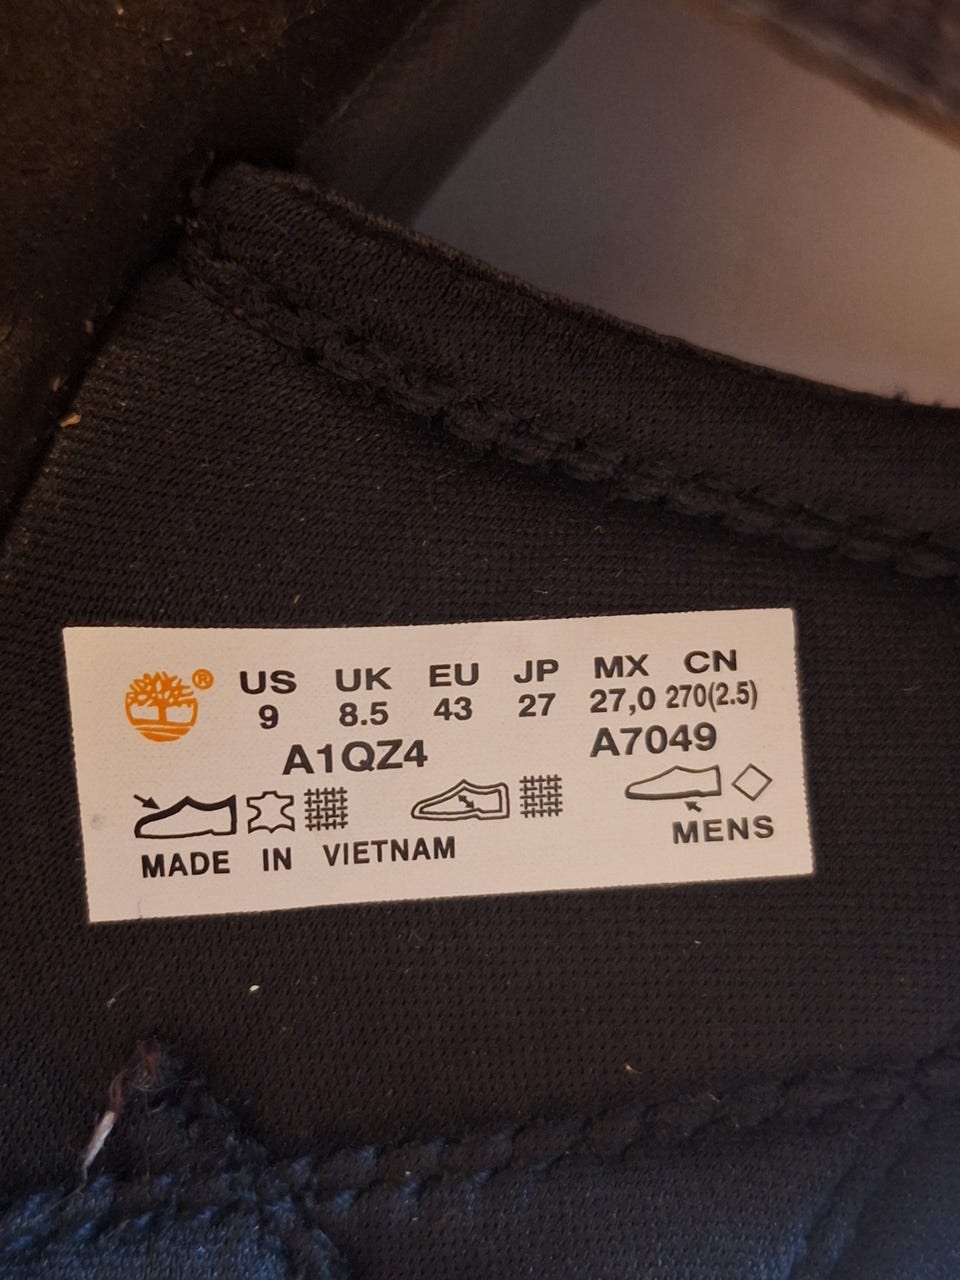 ® US UK EU JP MX CN
9 8.5 43 27 27,0 270(2.5)
A1QZ4 A7049
MENS
MADE IN VIETNAM